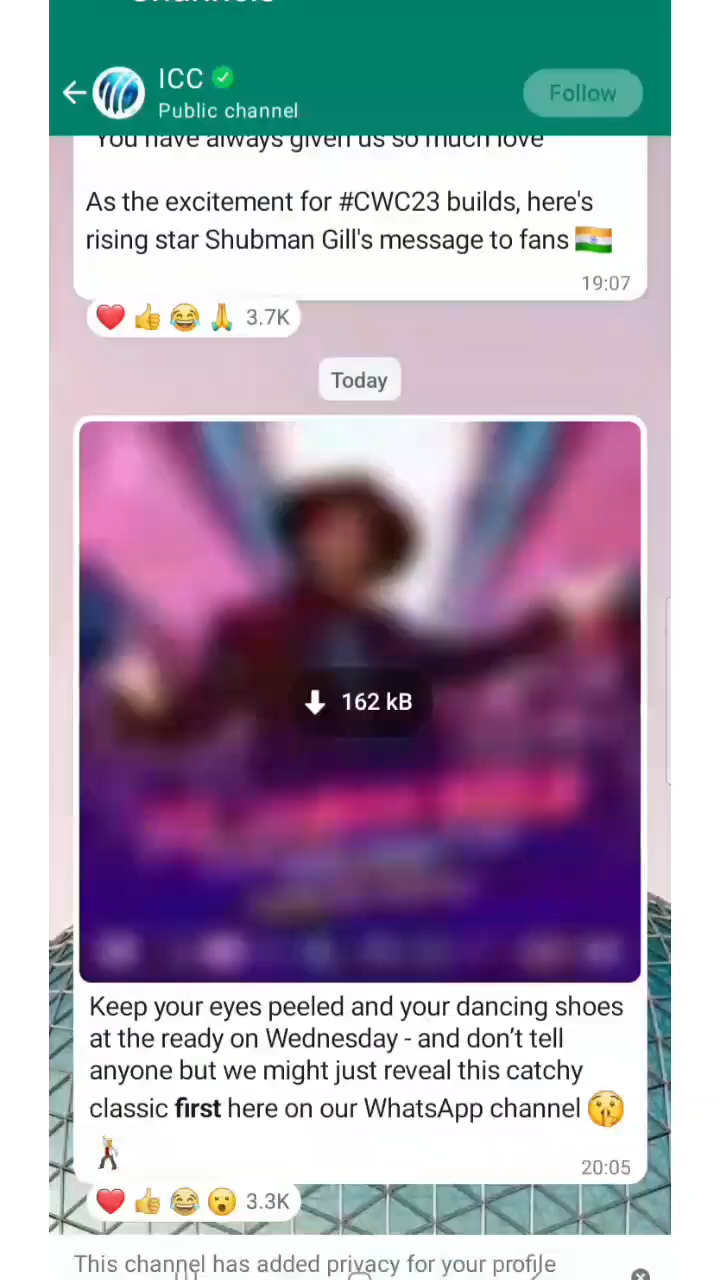 ICC
Public channel
Follow
"You have always given us so much love
As the excitement for #CWC23 builds, here's
rising star Shubman Gill's message to fans 🇮🇳
19:07
❤️👍😂🙏 3.7K
Today
162 kB
Keep your eyes peeled and your dancing shoes
at the ready on Wednesday - and don’t tell
anyone but we might just reveal this catchy
classic first here on our WhatsApp channel 🤫
🕺
20:05
❤️👍😂😮 3.3K
This channel has added privacy for your profile